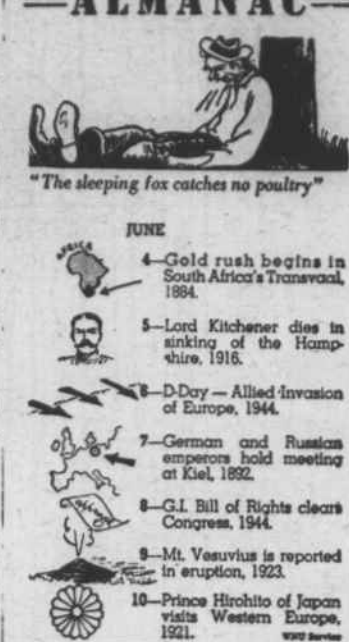 —ALMANAC—
"The sleeping fox catches no poultry"
JUNE
AFRICA
4—Gold rush begins in
South Africa's Transvaal,
1884.
5—Lord Kitchener dies in
sinking of the Hamp-
shire, 1916.
6—D-Day — Allied Invasion
of Europe, 1944.
7—German and Russian
emperors hold meeting
at Kiel, 1892.
8—G.I. Bill of Rights clears
Congress, 1944.
9—Mt. Vesuvius is reported
in eruption, 1923.
10—Prince Hirohito of Japan
visits Western Europe,
1921.
WNU Service